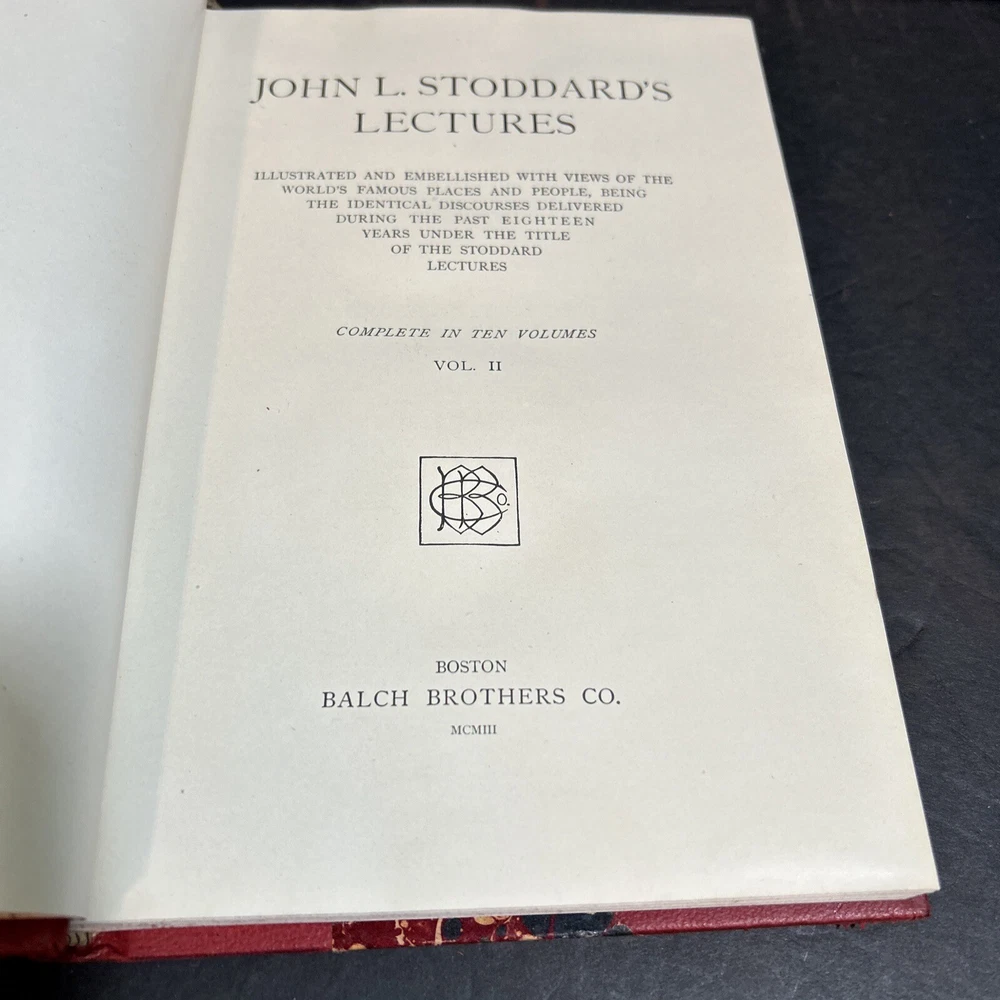 JOHN L. STODDARD'S
LECTURES
ILLUSTRATED AND EMBELLISHED WITH VIEWS OF THE
WORLD'S FAMOUS PLACES AND PEOPLE, BEING
THE IDENTICAL DISCOURSES DELIVERED
DURING THE PAST EIGHTEEN
YEARS UNDER THE TITLE
OF THE STODDARD
LECTURES
COMPLETE IN TEN VOLUMES
VOL. II
BBCo.
BOSTON
BALCH BROTHERS CO.
MCMIII